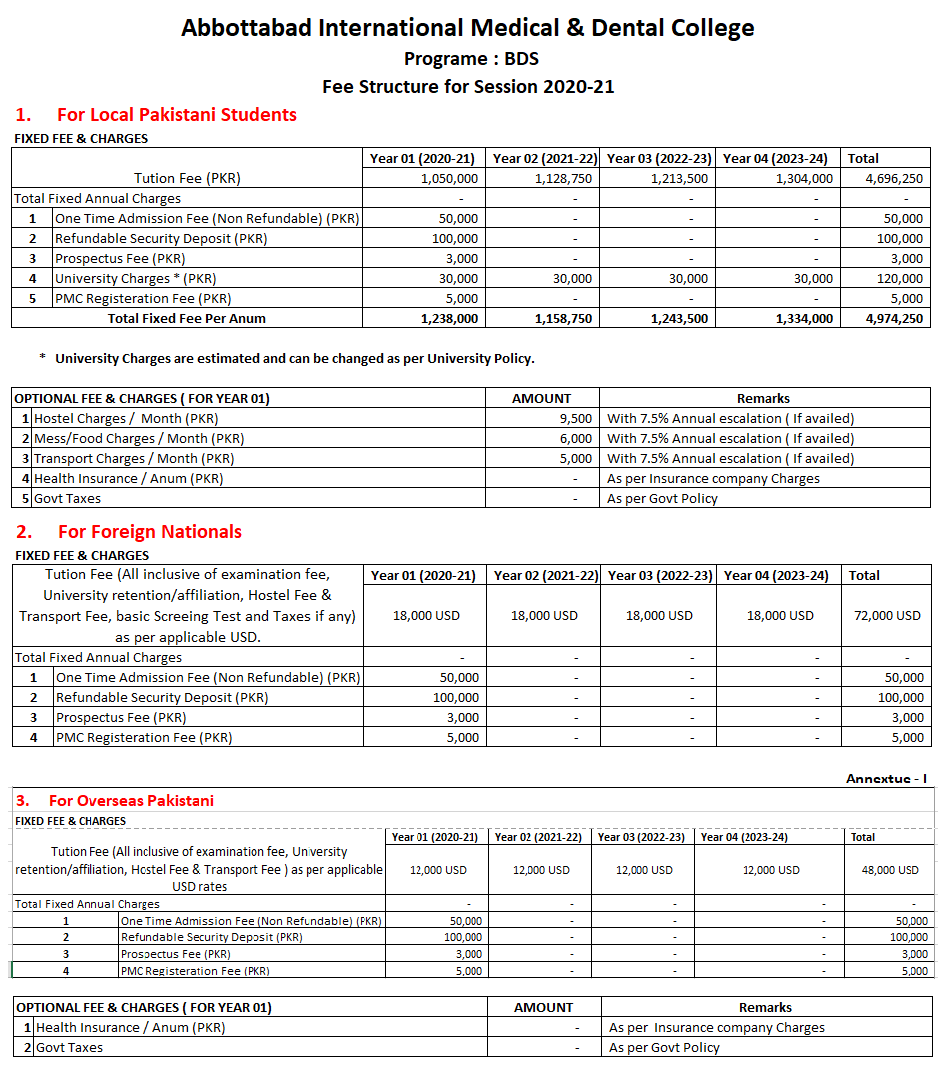 Abbottabad International Medical & Dental College
Programe : BDS
Fee Structure for Session 2020-21
1. For Local Pakistani Students
FIXED FEE & CHARGES
Tution Fee (PKR) Year 01 (2020-21) Year 02 (2021-22) Year 03 (2022-23) Year 04 (2023-24) Total
1,050,000 1,128,750 1,213,500 1,304,000 4,696,250
Total Fixed Annual Charges - - - - -
1 One Time Admission Fee (Non Refundable) (PKR) 50,000 - - - 50,000
2 Refundable Security Deposit (PKR) 100,000 - - - 100,000
3 Prospectus Fee (PKR) 3,000 - - - 3,000
4 University Charges * (PKR) 30,000 30,000 30,000 30,000 120,000
5 PMC Registeration Fee (PKR) 5,000 - - - 5,000
Total Fixed Fee Per Anum 1,238,000 1,158,750 1,243,500 1,334,000 4,974,250
* University Charges are estimated and can be changed as per University Policy.
OPTIONAL FEE & CHARGES ( FOR YEAR 01) AMOUNT Remarks
1 Hostel Charges / Month (PKR) 9,500 With 7.5% Annual escalation ( If availed)
2 Mess/Food Charges / Month (PKR) 6,000 With 7.5% Annual escalation ( If availed)
3 Transport Charges / Month (PKR) 5,000 With 7.5% Annual escalation ( If availed)
4 Health Insurance / Anum (PKR) - As per Insurance company Charges
5 Govt Taxes - As per Govt Policy
2. For Foreign Nationals
FIXED FEE & CHARGES
Tution Fee (All inclusive of examination fee,
University retention/affiliation, Hostel Fee &
Transport Fee, basic Screeing Test and Taxes if any)
as per applicable USD.
Year 01 (2020-21) Year 02 (2021-22) Year 03 (2022-23) Year 04 (2023-24) Total
18,000 USD 18,000 USD 18,000 USD 18,000 USD 72,000 USD
Total Fixed Annual Charges - - - - -
1 One Time Admission Fee (Non Refundable) (PKR) 50,000 - - - 50,000
2 Refundable Security Deposit (PKR) 100,000 - - - 100,000
3 Prospectus Fee (PKR) 3,000 - - - 3,000
4 PMC Registeration Fee (PKR) 5,000 - - - 5,000
Annextue - I
3. For Overseas Pakistani
FIXED FEE & CHARGES
Tution Fee (All inclusive of examination fee, University
retention/affiliation, Hostel Fee & Transport Fee ) as per applicable
USD rates
Year 01 (2020-21) Year 02 (2021-22) Year 03 (2022-23) Year 04 (2023-24) Total
12,000 USD 12,000 USD 12,000 USD 12,000 USD 48,000 USD
Total Fixed Annual Charges - - - - -
1 One Time Admission Fee (Non Refundable) (PKR) 50,000 - - - 50,000
2 Refundable Security Deposit (PKR) 100,000 - - - 100,000
3 Prospectus Fee (PKR) 3,000 - - - 3,000
4 PMC Registeration Fee (PKR) 5,000 - - - 5,000
OPTIONAL FEE & CHARGES ( FOR YEAR 01) AMOUNT Remarks
1 Health Insurance / Anum (PKR) - As per Insurance company Charges
2 Govt Taxes - As per Govt Policy